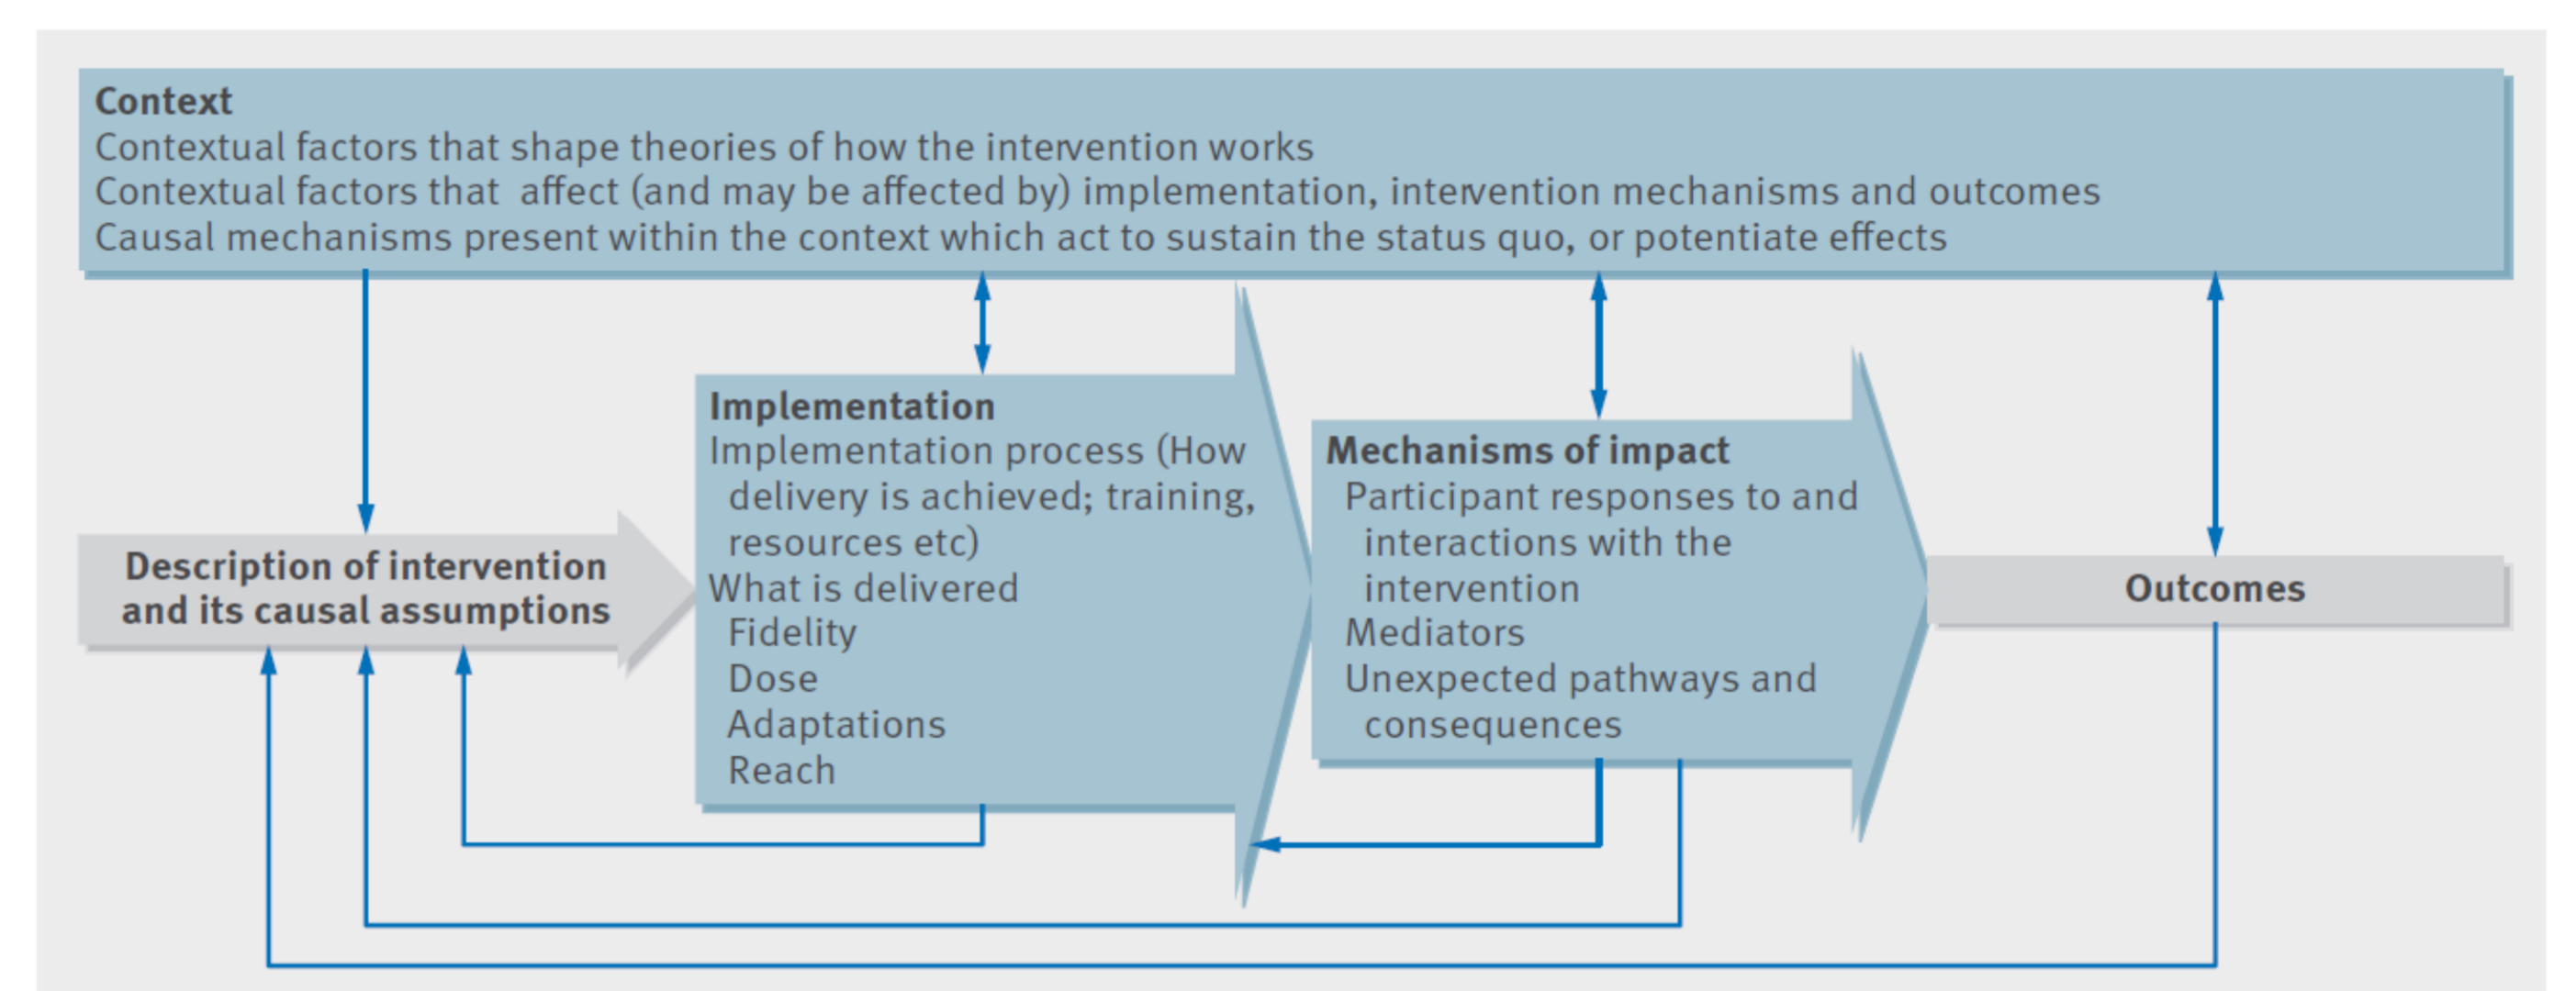 Context
Contextual factors that shape theories of how the intervention works
Contextual factors that affect (and may be affected by) implementation, intervention mechanisms and outcomes
Causal mechanisms present within the context which act to sustain the status quo, or potentiate effects
Description of intervention
and its causal assumptions
Implementation
Implementation process (How
delivery is achieved; training,
resources etc)
What is delivered
Fidelity
Dose
Adaptations
Reach
Mechanisms of impact
Participant responses to and
interactions with the
intervention
Mediators
Unexpected pathways and
consequences
Outcomes